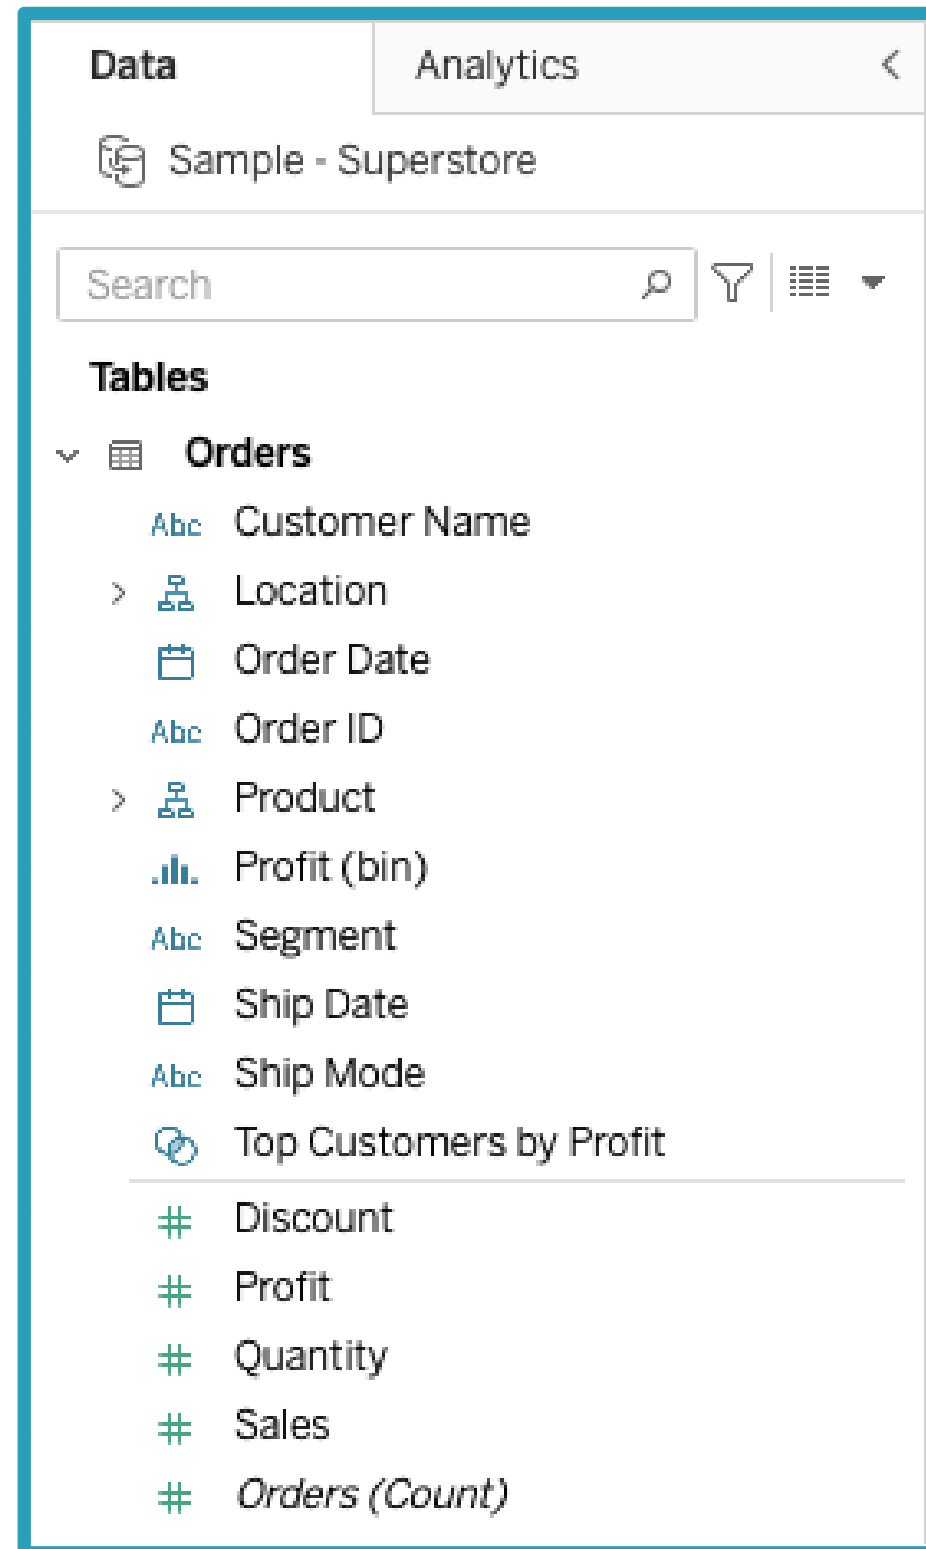 Data Analytics
Sample - Superstore
Search
Tables
Orders
Abc Customer Name
Location
Order Date
Abc Order ID
Product
Profit (bin)
Abc Segment
Ship Date
Abc Ship Mode
Top Customers by Profit
# Discount
# Profit
# Quantity
# Sales
# Orders (Count)